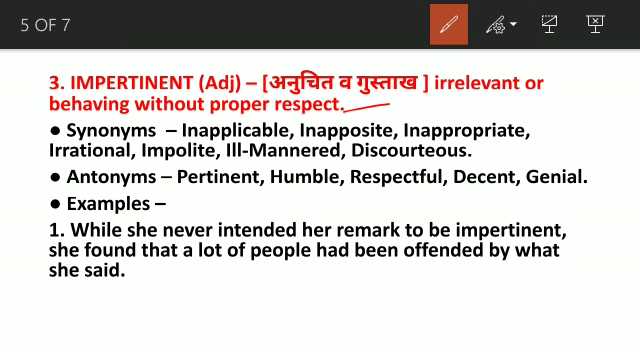 5 OF 7
3. IMPERTINENT (Adj) – [अनुचित व गुस्ताख ] irrelevant or
behaving without proper respect.
● Synonyms – Inapplicable, Inapposite, Inappropriate,
Irrational, Impolite, Ill-Mannered, Discourteous.
● Antonyms – Pertinent, Humble, Respectful, Decent, Genial.
● Examples –
1. While she never intended her remark to be impertinent,
she found that a lot of people had been offended by what
she said.